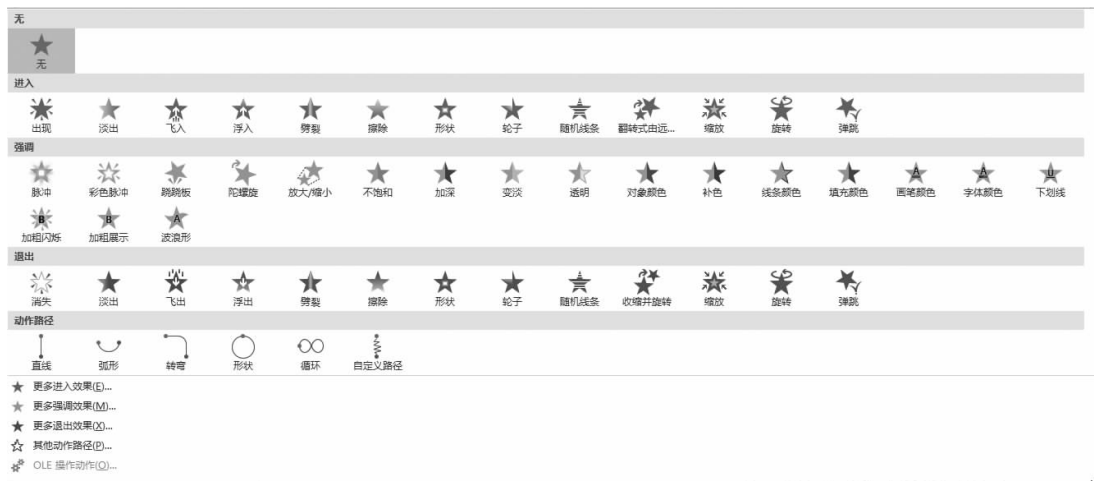 无
无
进入
出现 淡出 飞入 浮入 劈裂 擦除 形状 轮子 随机线条 翻转式由远... 缩放 旋转 弹跳
强调
脉冲 彩色脉冲 跷跷板 陀螺旋 放大/缩小 不饱和 加深 变淡 透明 对象颜色 补色 线条颜色 填充颜色 画笔颜色 字体颜色 下划线
加粗闪烁 加粗展示 波浪形
退出
消失 淡出 飞出 浮出 劈裂 擦除 形状 轮子 随机线条 收缩并旋转 缩放 旋转 弹跳
动作路径
直线 弧形 转弯 形状 循环 自定义路径
更多进入效果(E)...
更多强调效果(M)...
更多退出效果(X)...
其他动作路径(P)...
OLE 操作动作(O)...